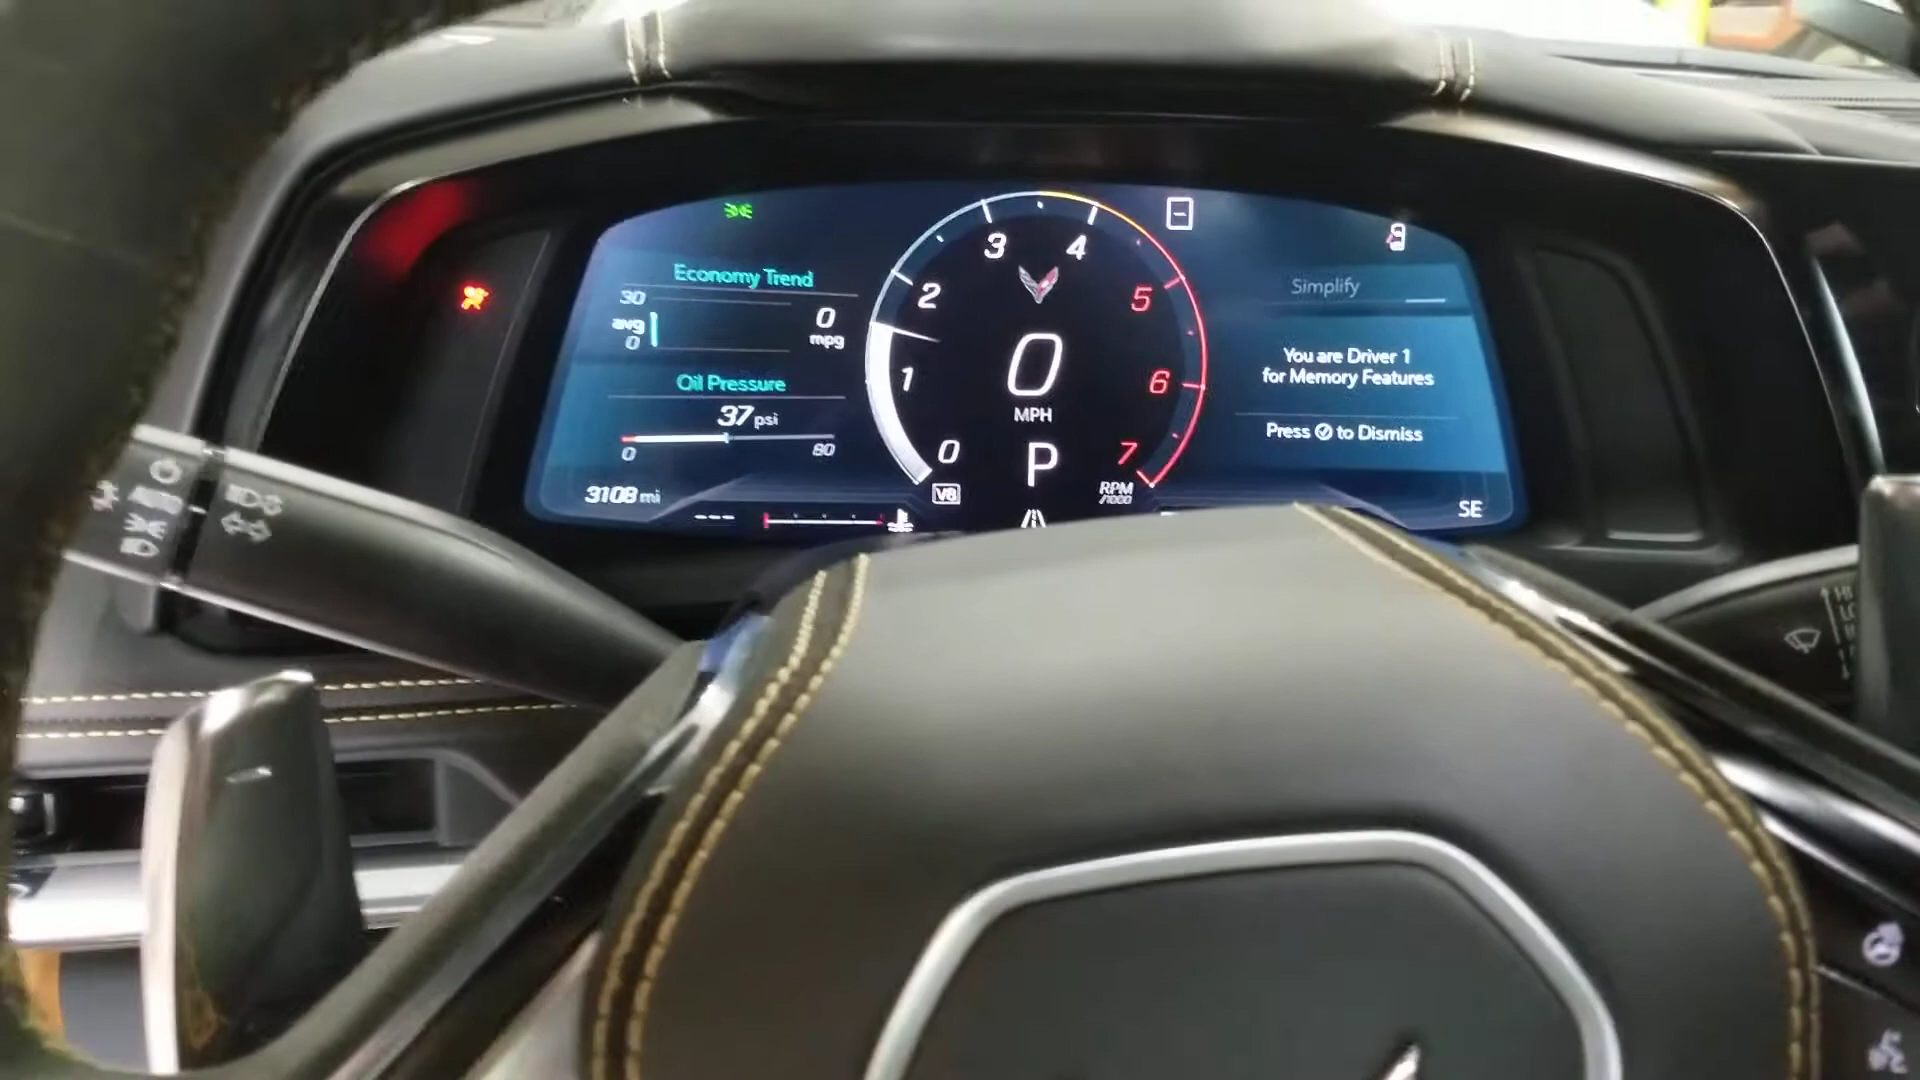 Economy Trend
30
avg
0
0
mpg
Oil Pressure
37 psi
0
80
3108 mi
0
1
2
3
4
5
6
7
0
MPH
P
V8
RPM
/1000
Simplify
You are Driver 1
for Memory Features
Press to Dismiss
SE
AUTO